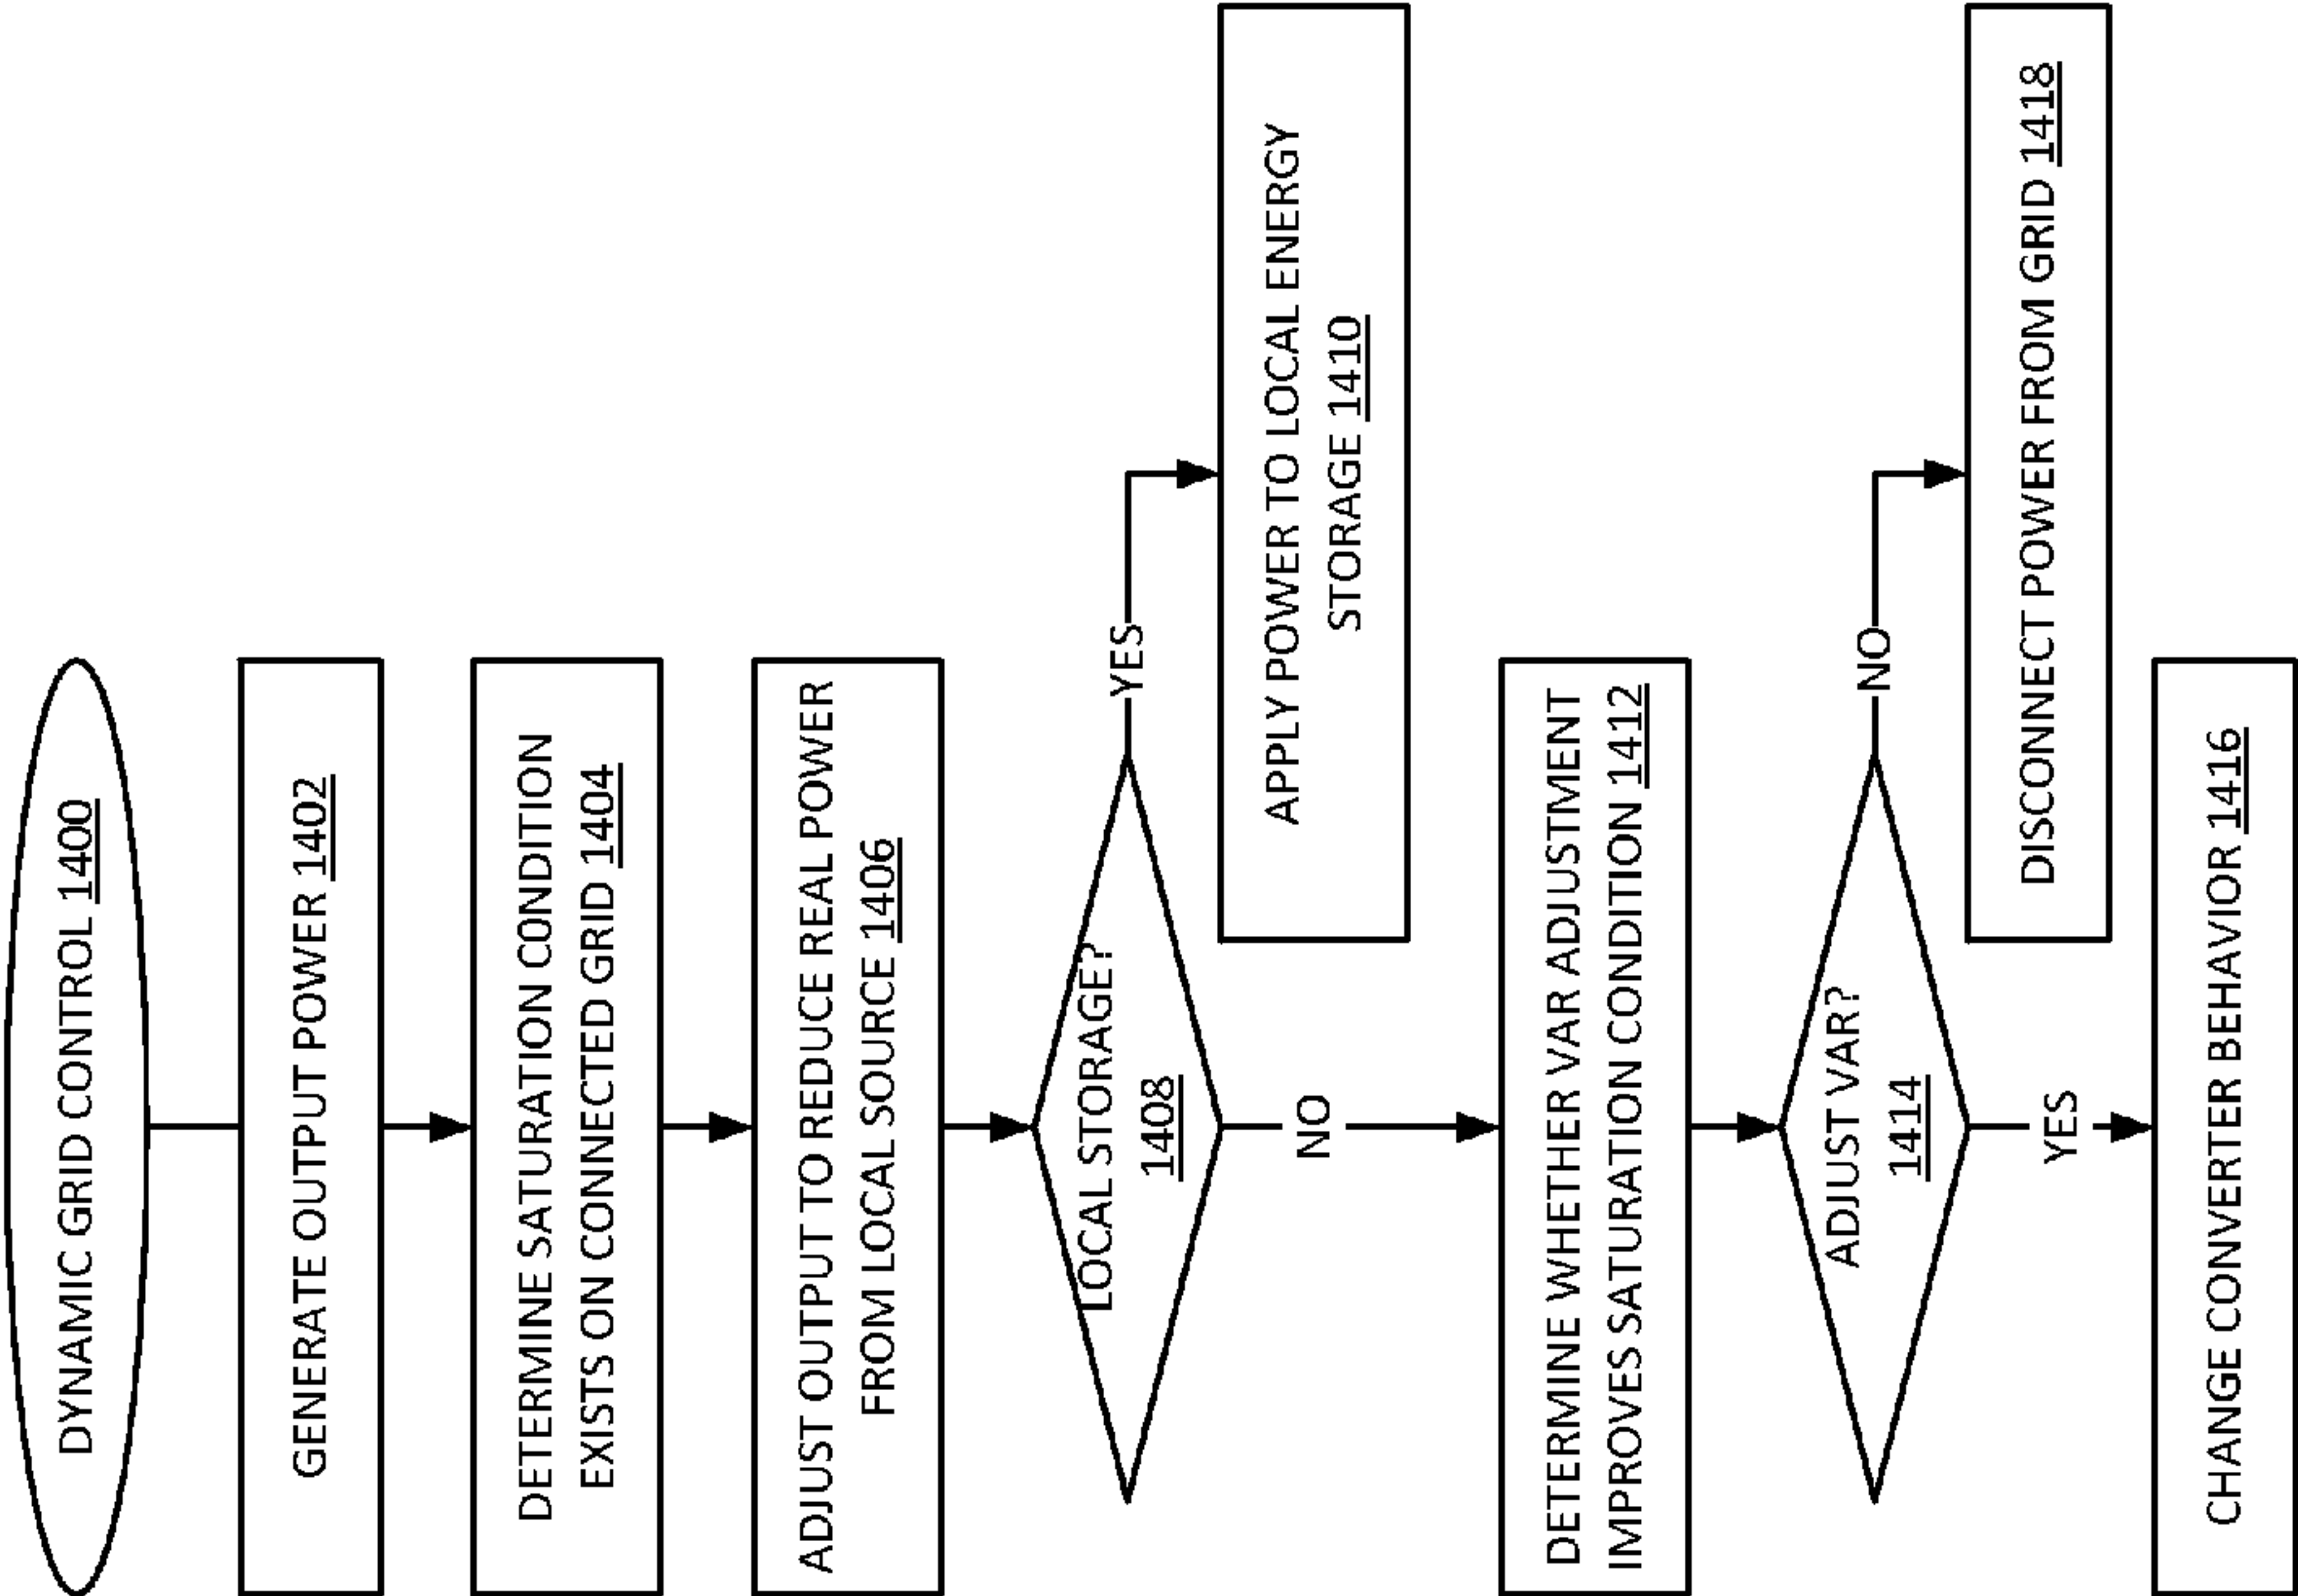 DYNAMIC GRID CONTROL 1400
GENERATE OUTPUT POWER 1402
DETERMINE SATURATION CONDITION
EXISTS ON CONNECTED GRID 1404
ADJUST OUTPUT TO REDUCE REAL POWER
FROM LOCAL SOURCE 1406
LOCAL STORAGE?
1408
YES
APPLY POWER TO LOCAL ENERGY
STORAGE 1410
NO
DETERMINE WHETHER VAR ADJUSTMENT
IMPROVES SATURATION CONDITION 1412
ADJUST VAR?
1414
NO
DISCONNECT POWER FROM GRID 1418
YES
CHANGE CONVERTER BEHAVIOR 1416